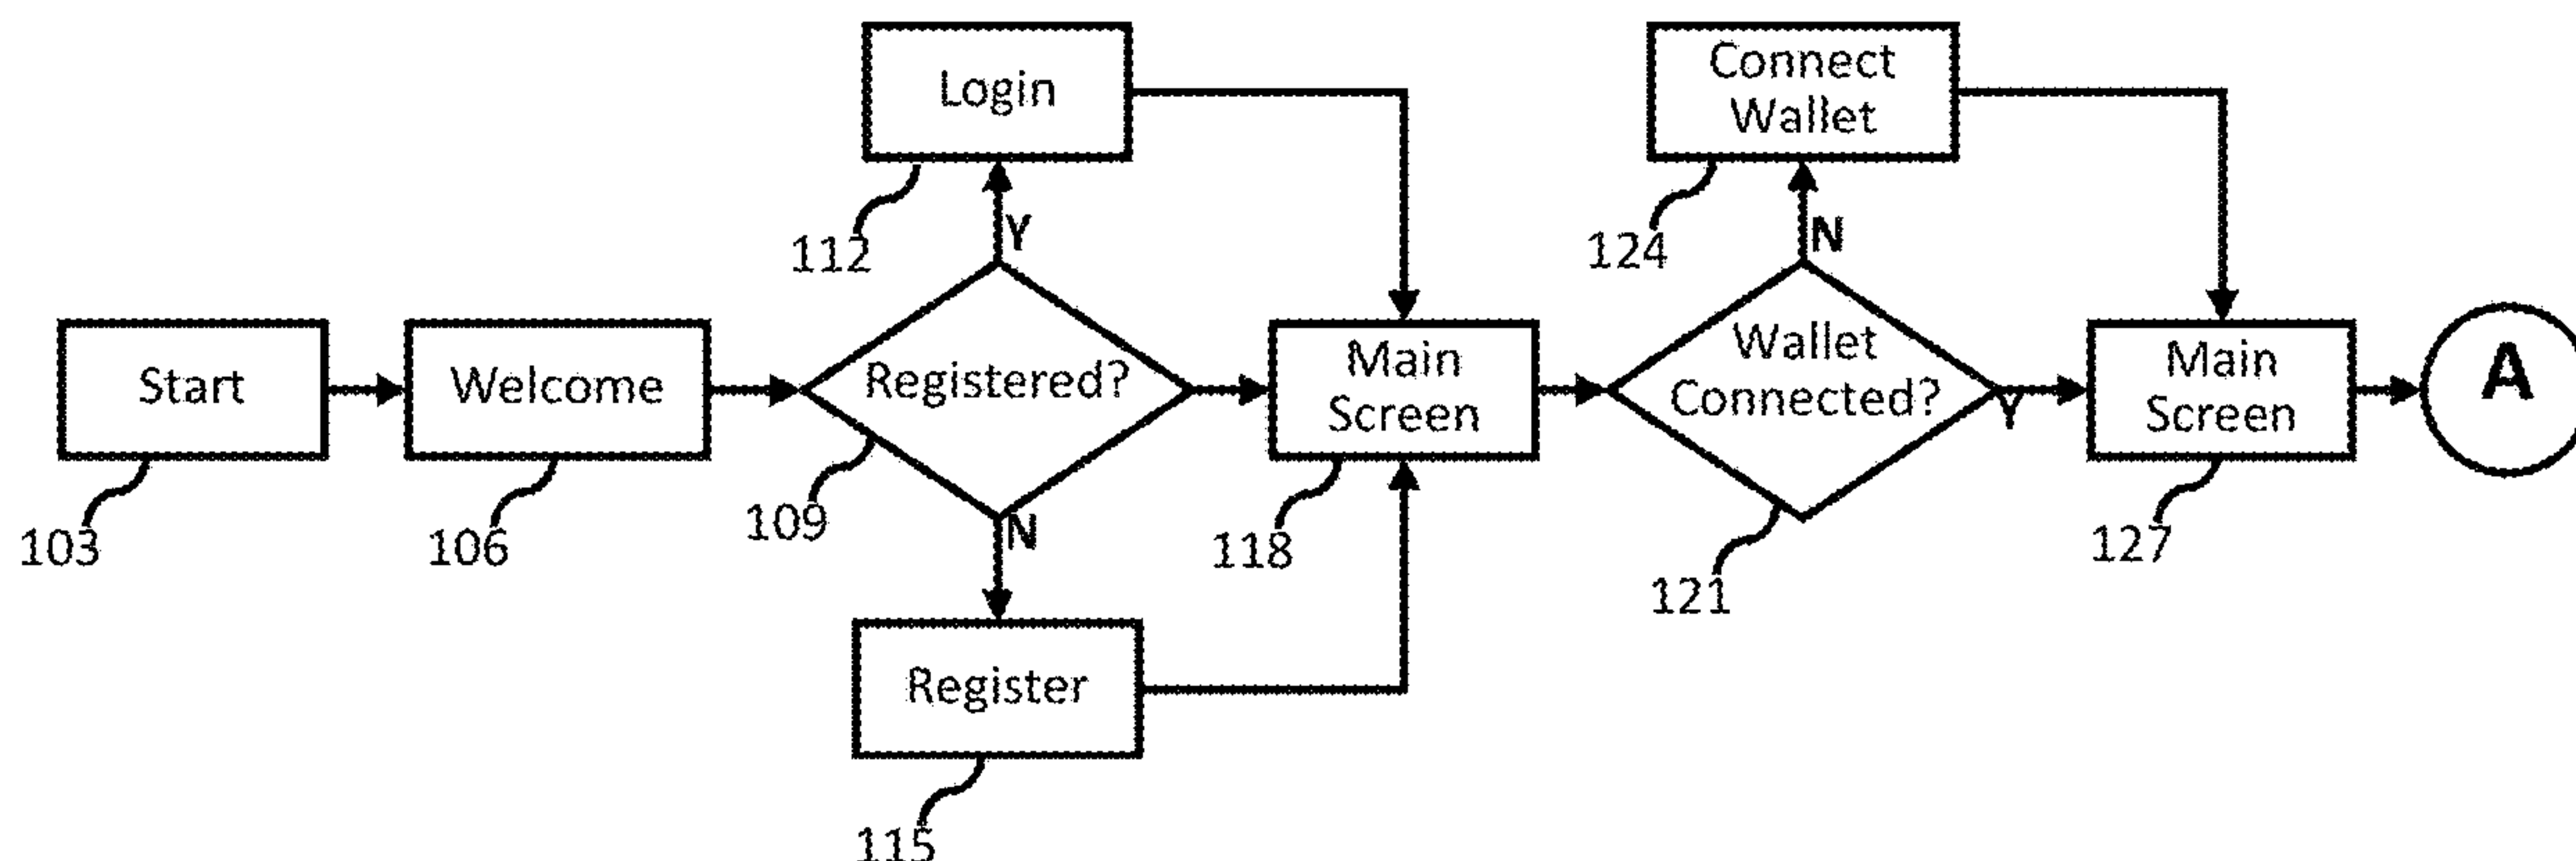 Login
112
Y
Connect
Wallet
124
N
Start
103
Welcome
106
Registered?
109
N
Register
115
Main
Screen
118
Wallet
Connected?
121
Y
Main
Screen
127
A